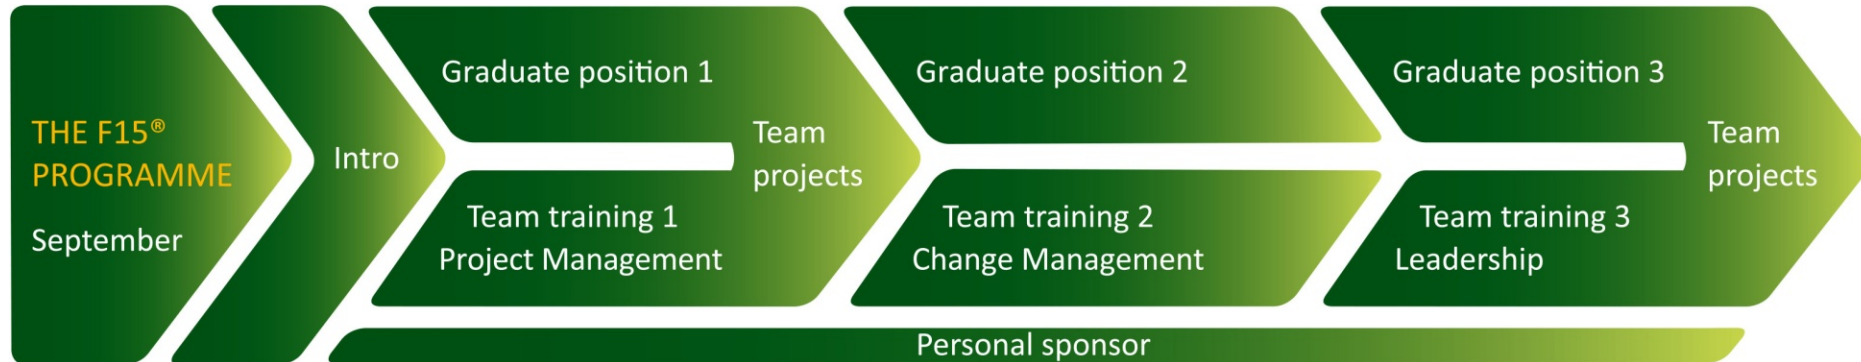 THE F15®
PROGRAMME
September
Intro
Graduate position 1
Team training 1
Project Management
Team
projects
Graduate position 2
Team training 2
Change Management
Graduate position 3
Team training 3
Leadership
Team
projects
Personal sponsor